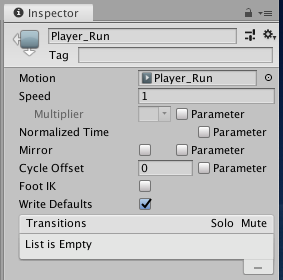 Inspector
Player_Run
Tag
Motion Player_Run
Speed 1
Multiplier Parameter
Normalized Time Parameter
Mirror Parameter
Cycle Offset 0 Parameter
Foot IK
Write Defaults
Transitions Solo Mute
List is Empty